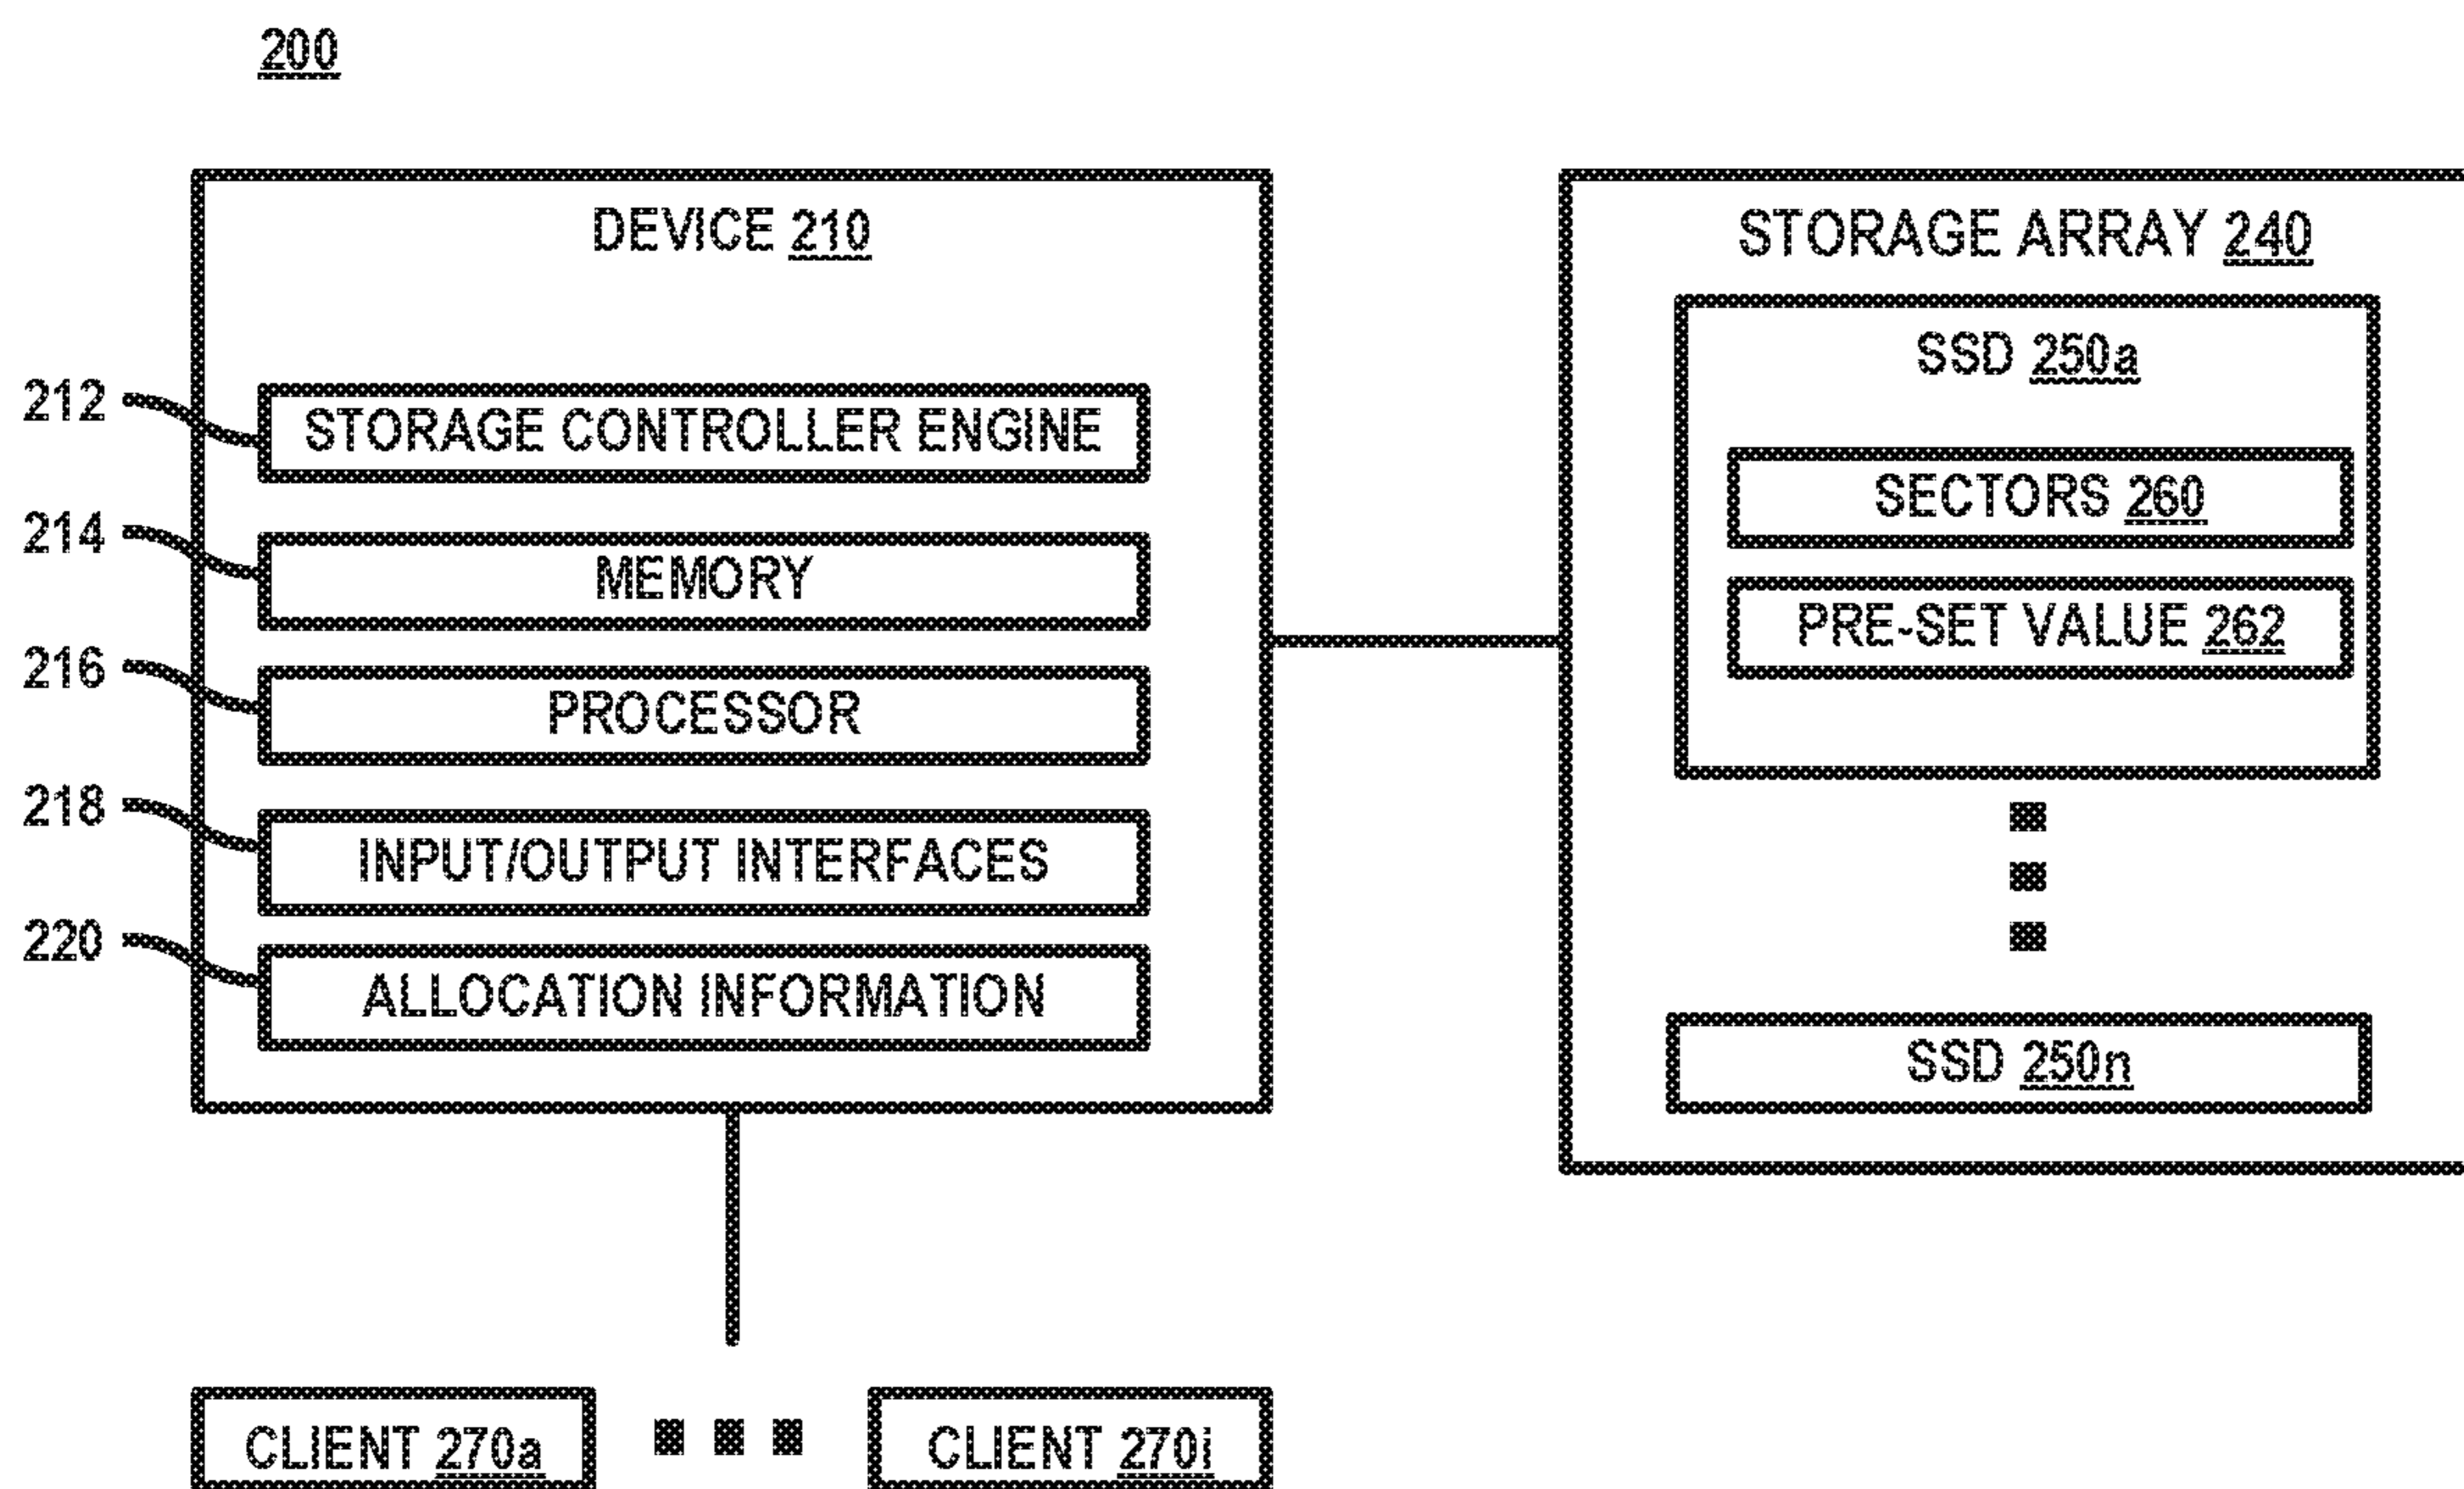 200
DEVICE 210
212
STORAGE CONTROLLER ENGINE
214
MEMORY
216
PROCESSOR
218
INPUT/OUTPUT INTERFACES
220
ALLOCATION INFORMATION
STORAGE ARRAY 240
SSD 250a
SECTORS 260
PRE-SET VALUE 262
SSD 250n
CLIENT 270a
CLIENT 270i